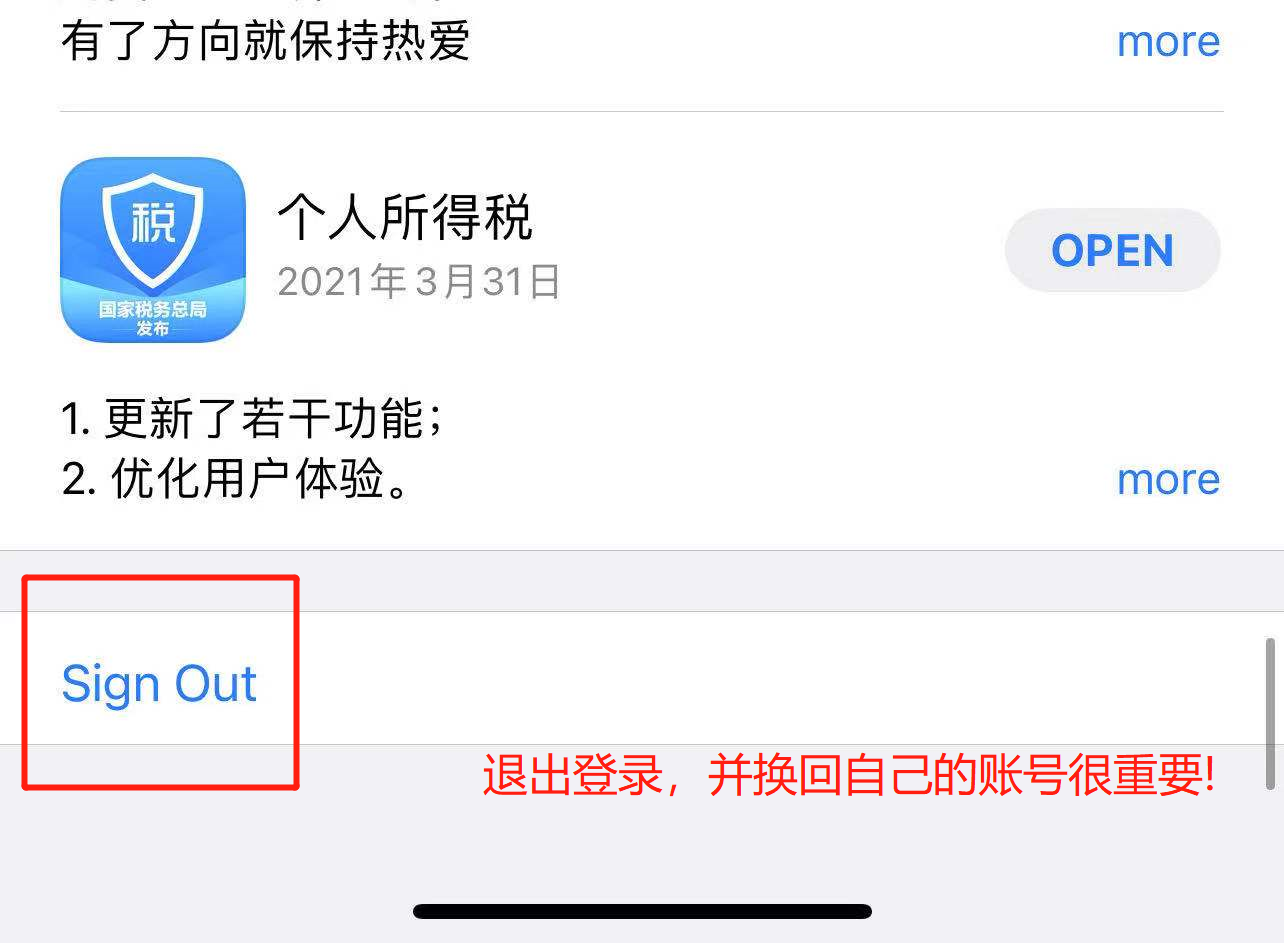 有了方向就保持热爱
more
税
国家税务总局
发布
个人所得税
2021年3月31日
OPEN
1. 更新了若干功能；
2. 优化用户体验。
more
Sign Out
退出登录，并换回自己的账号很重要!